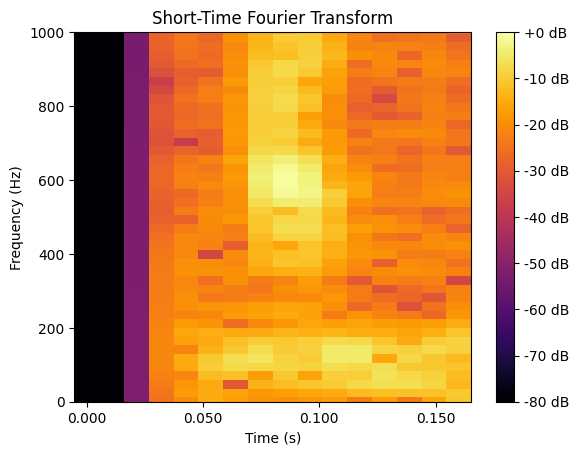 Short-Time Fourier Transform
1000
800
600
400
200
0
Frequency (Hz)
0.000
0.050
0.100
0.150
Time (s)
+0 dB
-10 dB
-20 dB
-30 dB
-40 dB
-50 dB
-60 dB
-70 dB
-80 dB